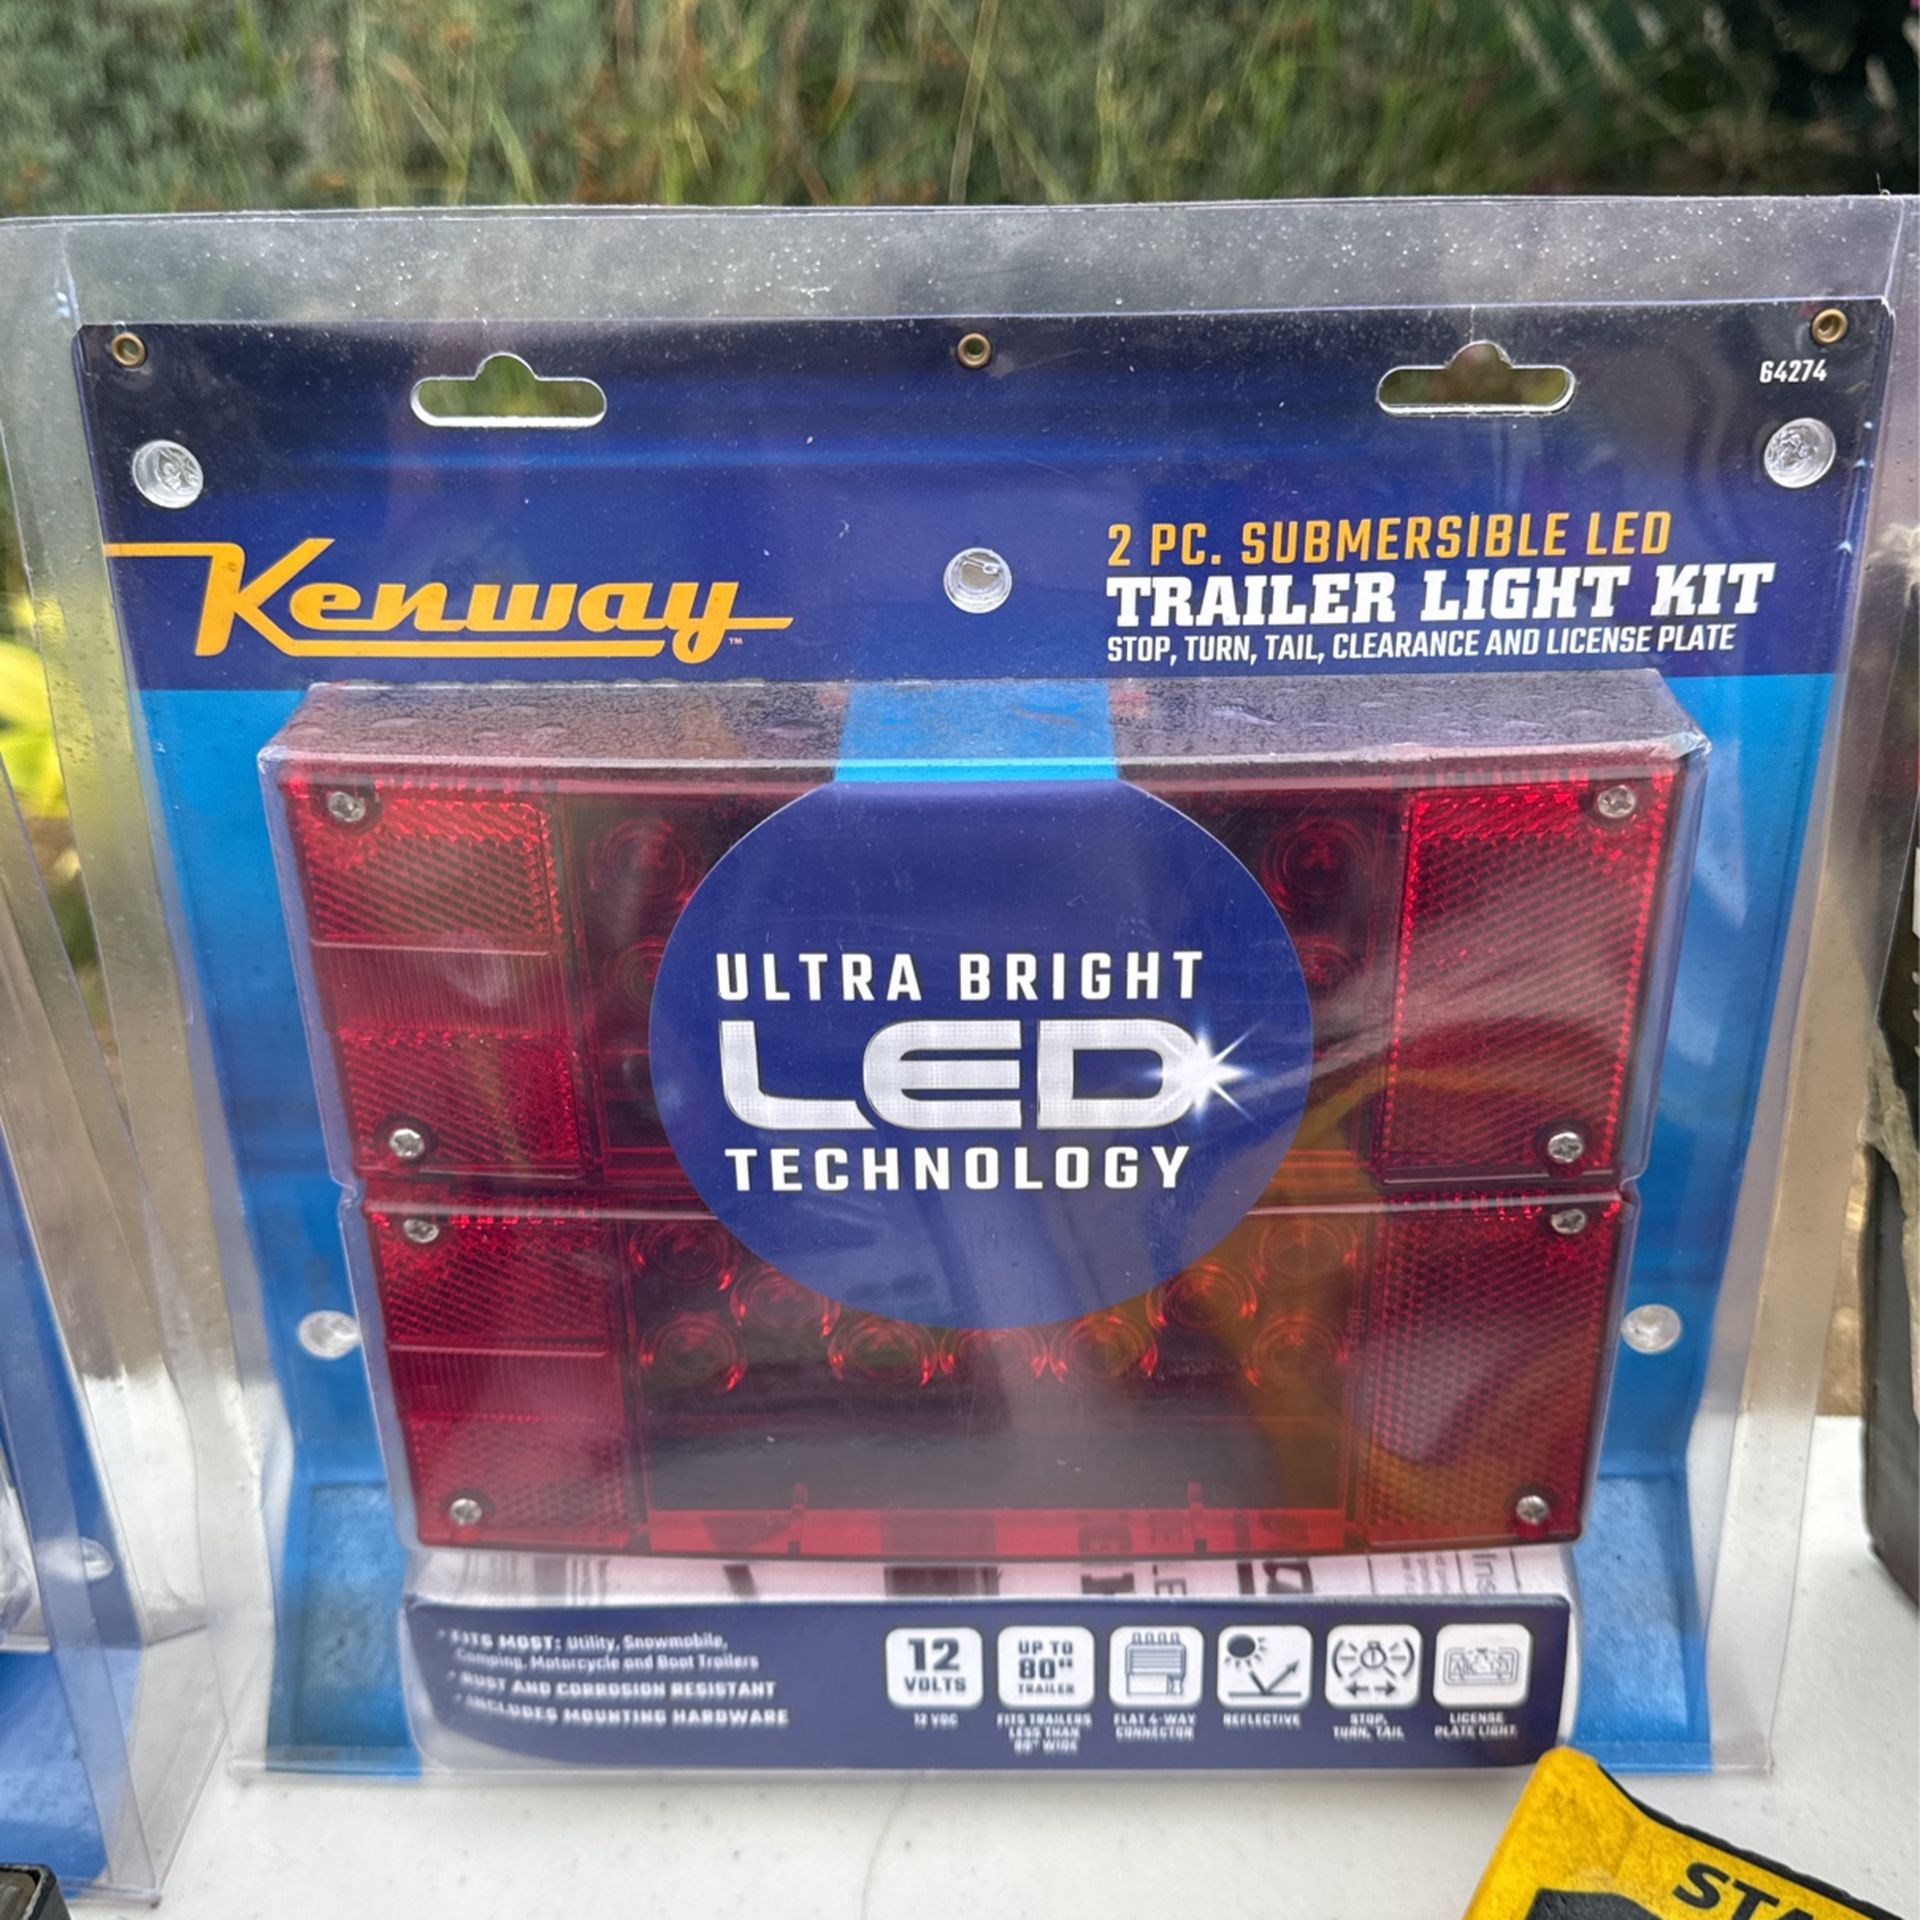 64274
Kenway™
2 PC. SUBMERSIBLE LED
TRAILER LIGHT KIT
STOP, TURN, TAIL, CLEARANCE AND LICENSE PLATE
ULTRA BRIGHT
LED
TECHNOLOGY
* FITS MOST: Utility, Snowmobile,
Camping, Motorcycle and Boat Trailers
* RUST AND CORROSION RESISTANT
* INCLUDES MOUNTING HARDWARE
12
VOLTS
12 VDC
UP TO
80"
TRAILER
FITS TRAILERS
LESS THAN
80" WIDE
FLAT 4-WAY
CONNECTOR
REFLECTIVE
STOP,
TURN, TAIL
LICENSE
PLATE LIGHT
STA